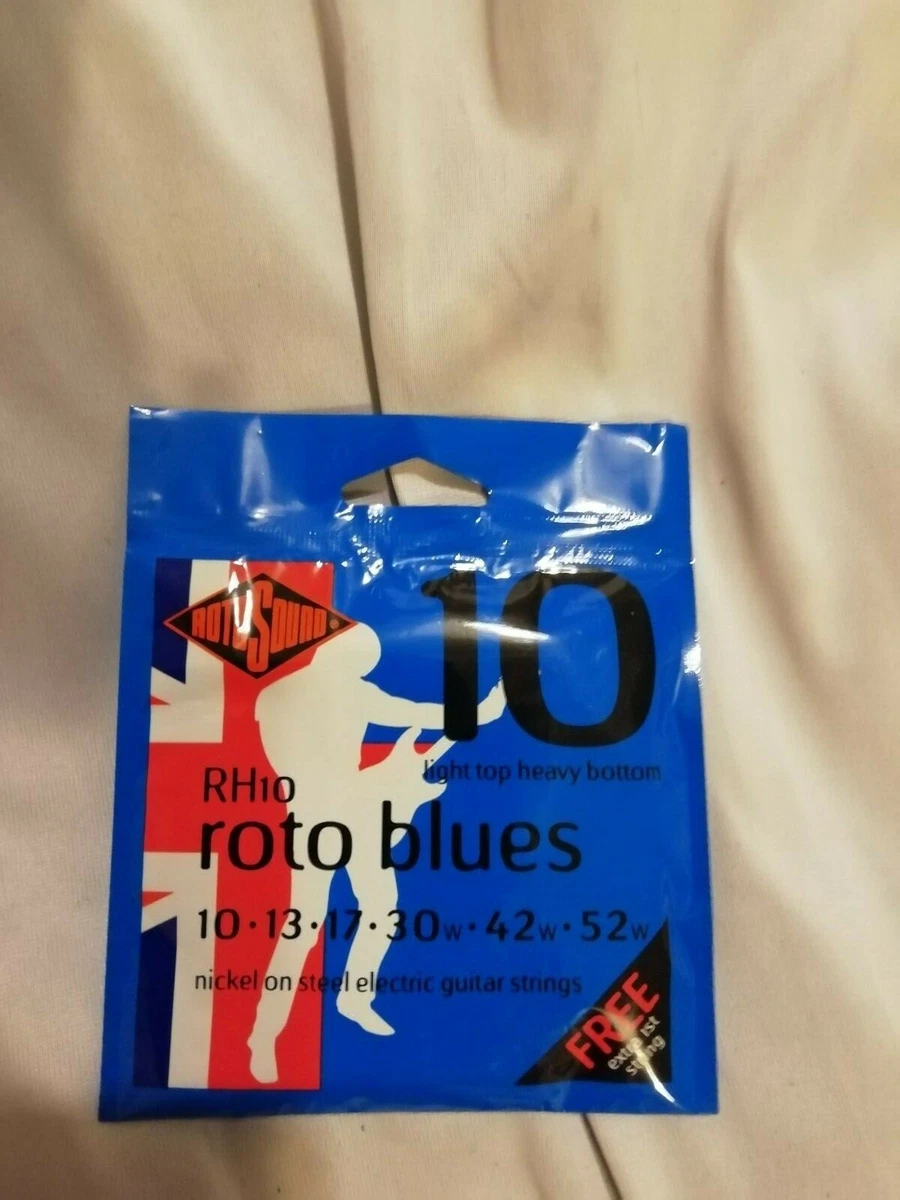 ROTOSOUND®
10
light top heavy bottom
RH10
roto blues
10·13·17·30w·42w·52w
nickel on steel electric guitar strings
FREE
extra 1st
string